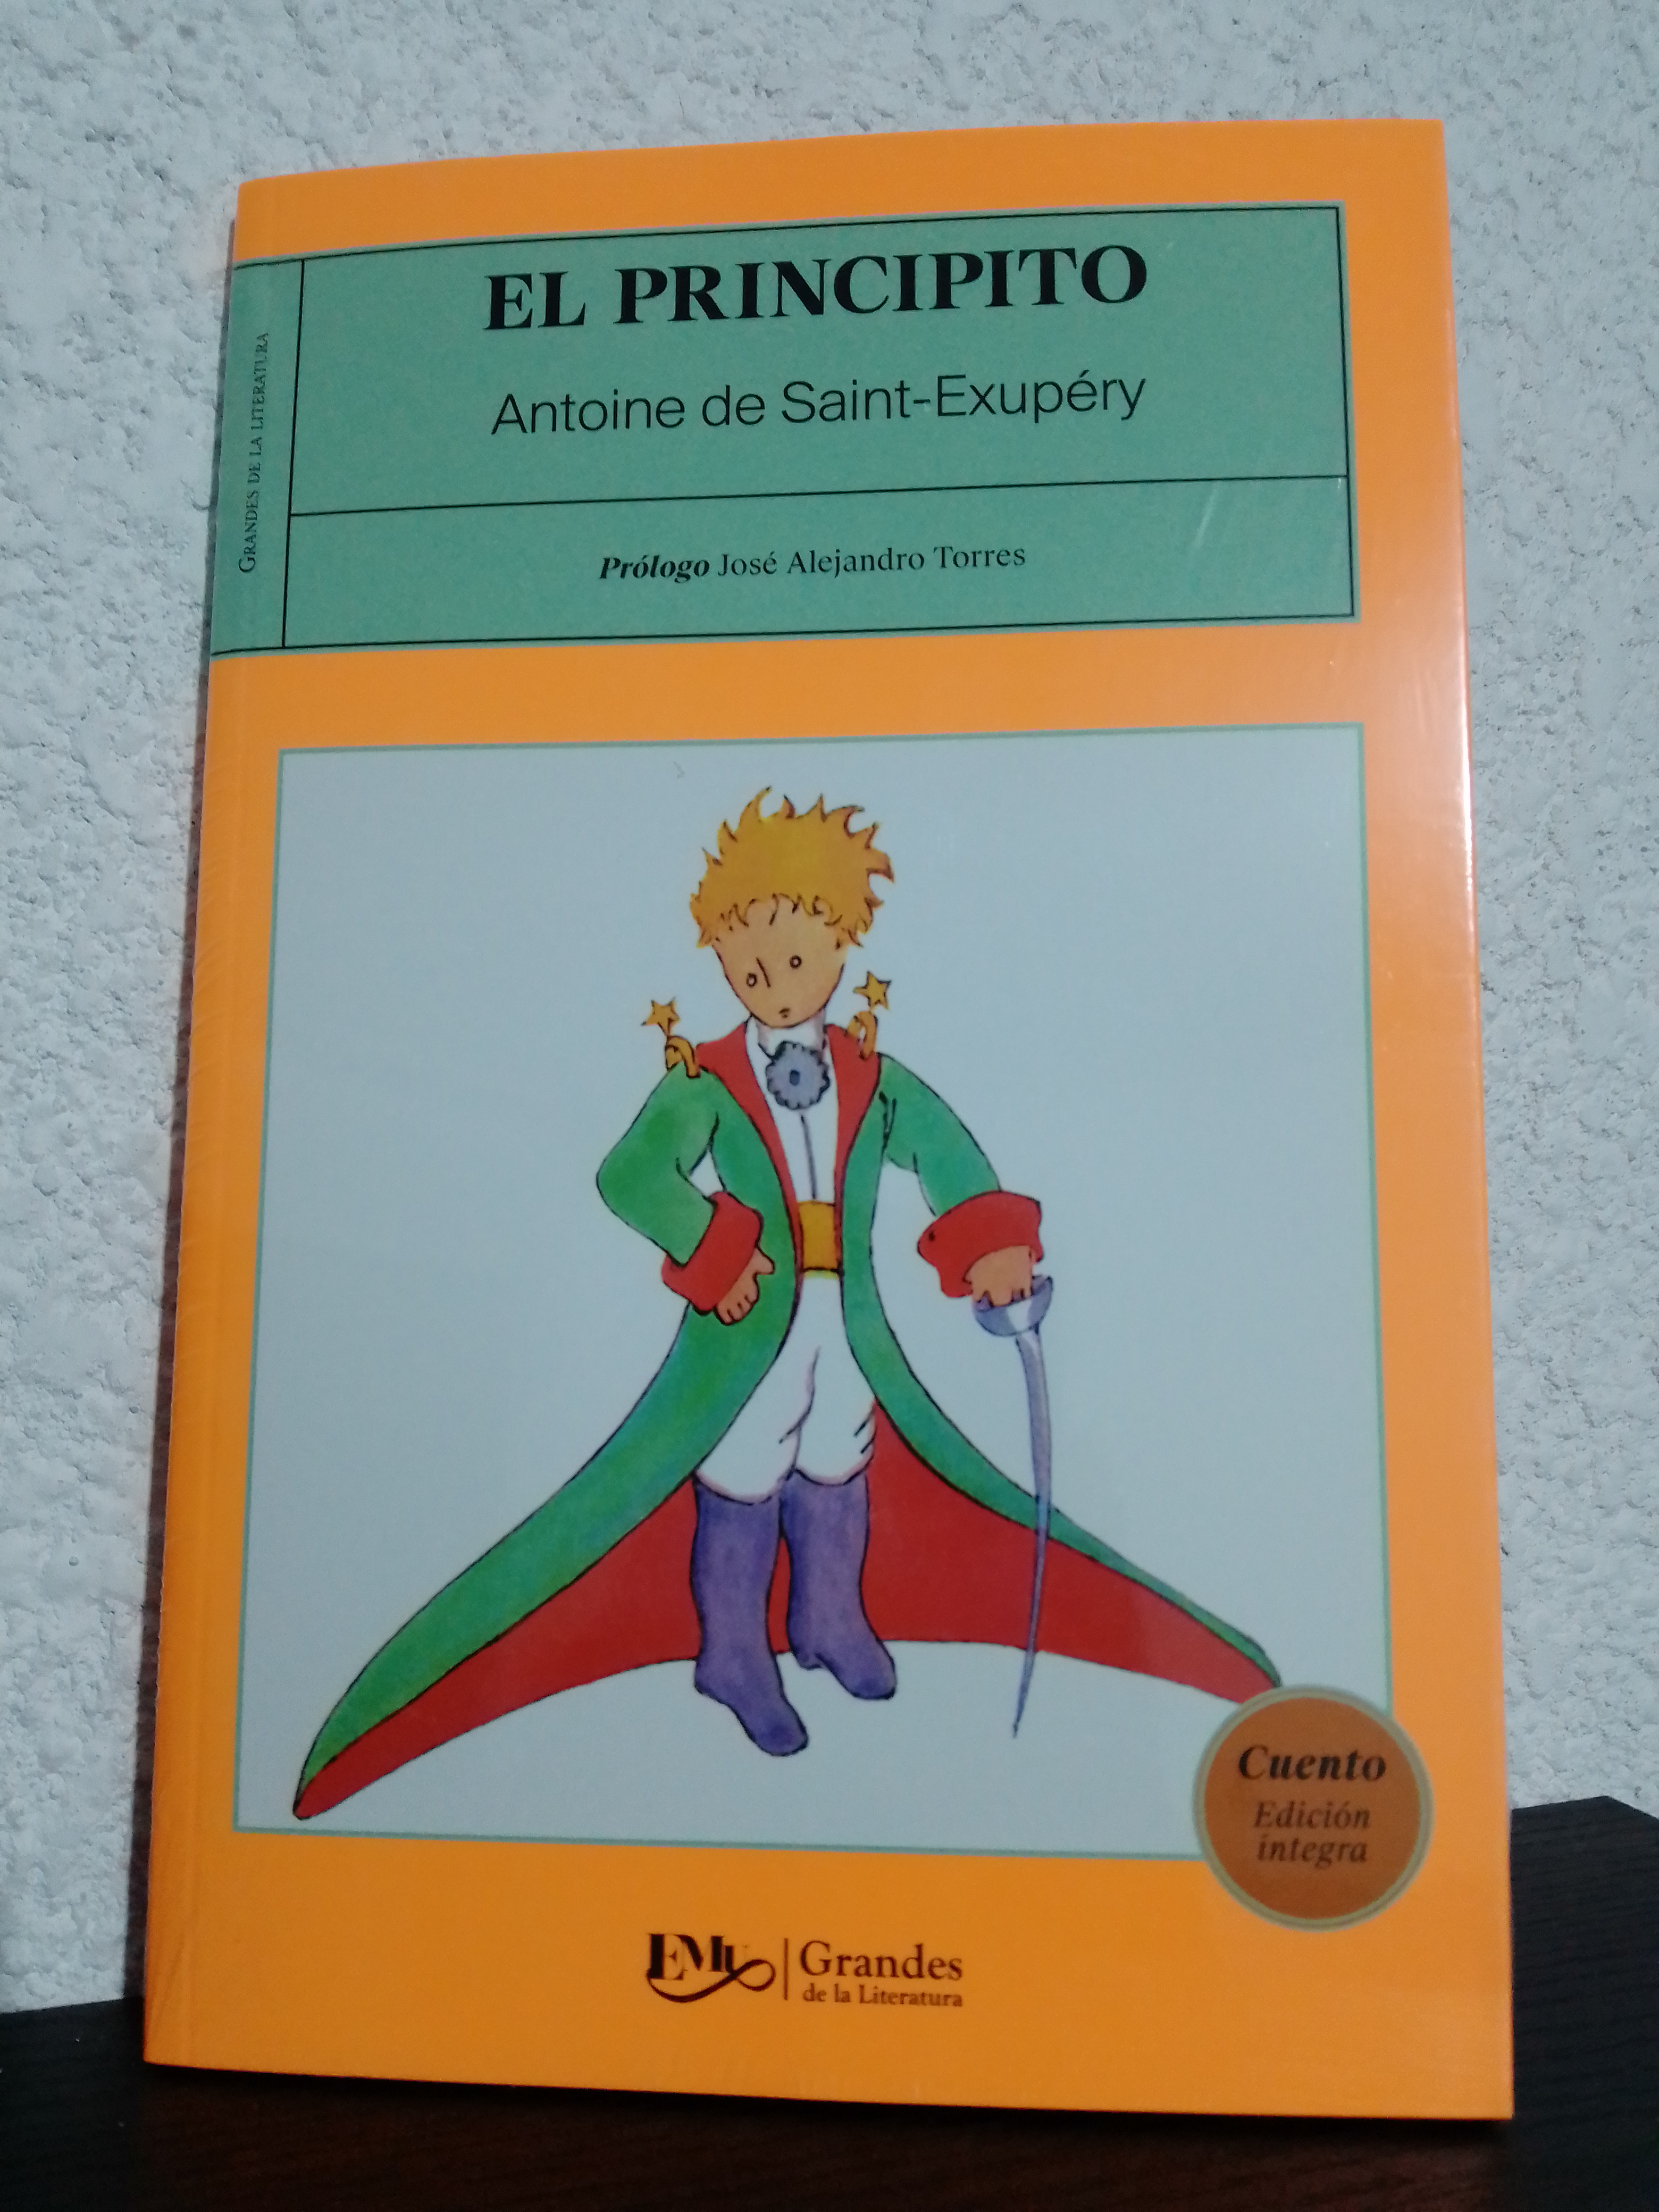 EL PRINCIPITO
Antoine de Saint-Exupéry
GRANDES DE LA LITERATURA
Prólogo José Alejandro Torres
Cuento
Edición
íntegra
EMU
Grandes
de la Literatura